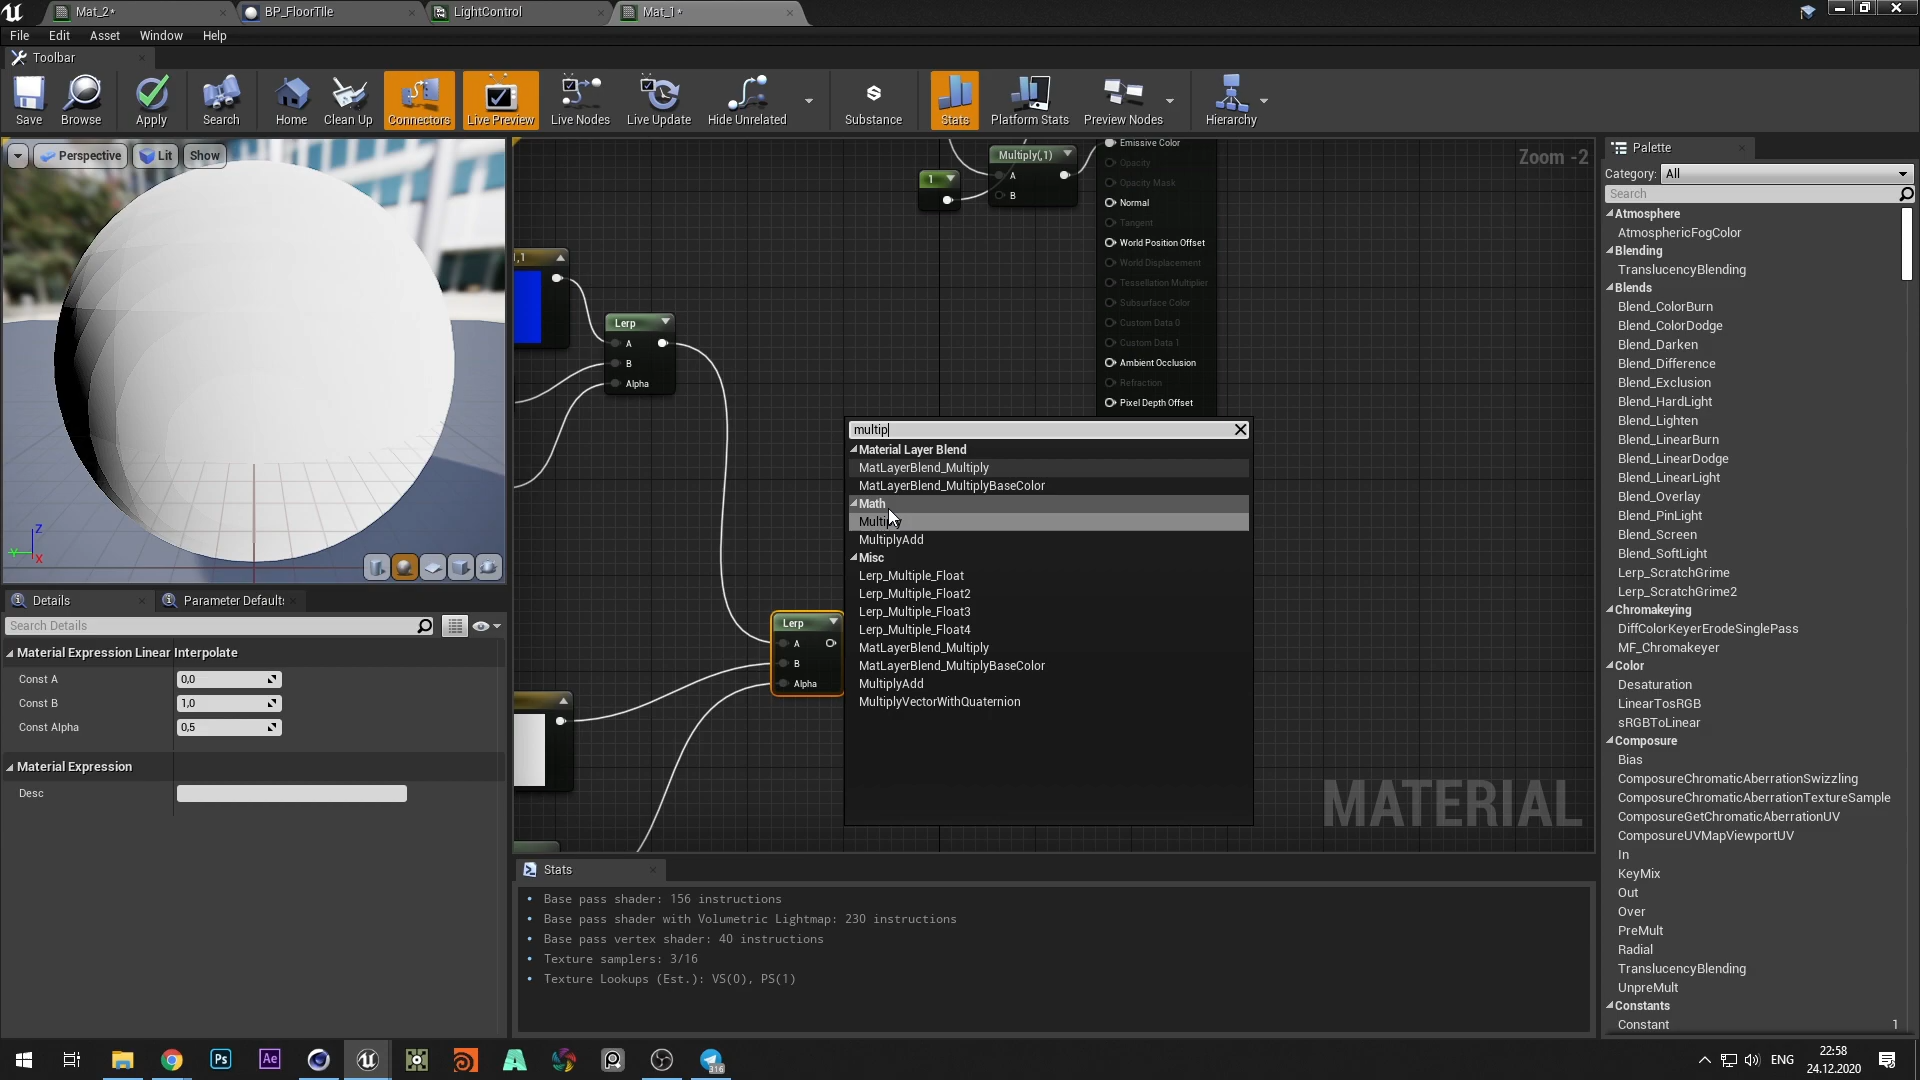 Mat_2*
BP_FloorTIle
LightControl
Mat_1*
File
Edit
Asset
Window
Help
Toolbar
Save
Browse
Apply
Search
Home
Clean Up
Connectors
Live Preview
Live Nodes
Live Update
Hide Unrelated
Substance
Stats
Platform Stats
Preview Nodes
Hierarchy
Perspective
Lit
Show
Z
Y
X
Details
Parameter Defaults
Search Details
Material Expression Linear Interpolate
Const A
0,0
Const B
1,0
Const Alpha
0,5
Material Expression
Desc
Zoom -2
1
Multiply(,1)
A
B
Emissive Color
Opacity
Opacity Mask
Normal
Tangent
World Position Offset
World Displacement
Tessellation Multiplier
Subsurface Color
Custom Data 0
Custom Data 1
Ambient Occlusion
Refraction
Pixel Depth Offset
,1
Lerp
A
B
Alpha
Lerp
A
B
Alpha
multip
Material Layer Blend
MatLayerBlend_Multiply
MatLayerBlend_MultiplyBaseColor
Math
Multiply
MultiplyAdd
Misc
Lerp_Multiple_Float
Lerp_Multiple_Float2
Lerp_Multiple_Float3
Lerp_Multiple_Float4
MatLayerBlend_Multiply
MatLayerBlend_MultiplyBaseColor
MultiplyAdd
MultiplyVectorWithQuaternion
MATERIAL
Stats
Base pass shader: 156 instructions
Base pass shader with Volumetric Lightmap: 230 instructions
Base pass vertex shader: 40 instructions
Texture samplers: 3/16
Texture Lookups (Est.): VS(0), PS(1)
Palette
Category: All
Search
Atmosphere
AtmosphericFogColor
Blending
TranslucencyBlending
Blends
Blend_ColorBurn
Blend_ColorDodge
Blend_Darken
Blend_Difference
Blend_Exclusion
Blend_HardLight
Blend_Lighten
Blend_LinearBurn
Blend_LinearDodge
Blend_LinearLight
Blend_Overlay
Blend_PinLight
Blend_Screen
Blend_SoftLight
Lerp_ScratchGrime
Lerp_ScratchGrime2
Chromakeying
DiffColorKeyerErodeSinglePass
MF_Chromakeyer
Color
Desaturation
LinearTosRGB
sRGBToLinear
Composure
Bias
ComposureChromaticAberrationSwizzling
ComposureChromaticAberrationTextureSample
ComposureGetChromaticAberrationUV
ComposureUVMapViewportUV
In
KeyMix
Out
Over
PreMult
Radial
TranslucencyBlending
UnpreMult
Constants
Constant 1
Ps
Ae
316
ENG
22:58
24.12.2020